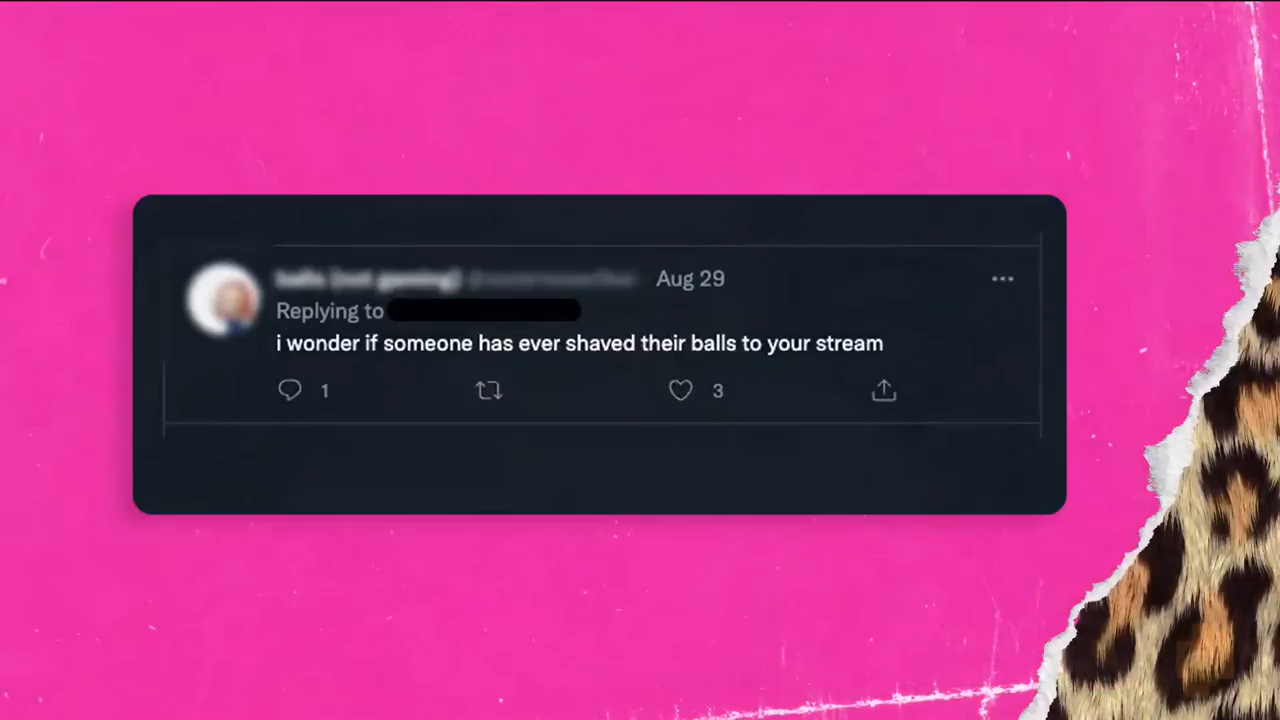 Aug 29
Replying to
i wonder if someone has ever shaved their balls to your stream
1 3